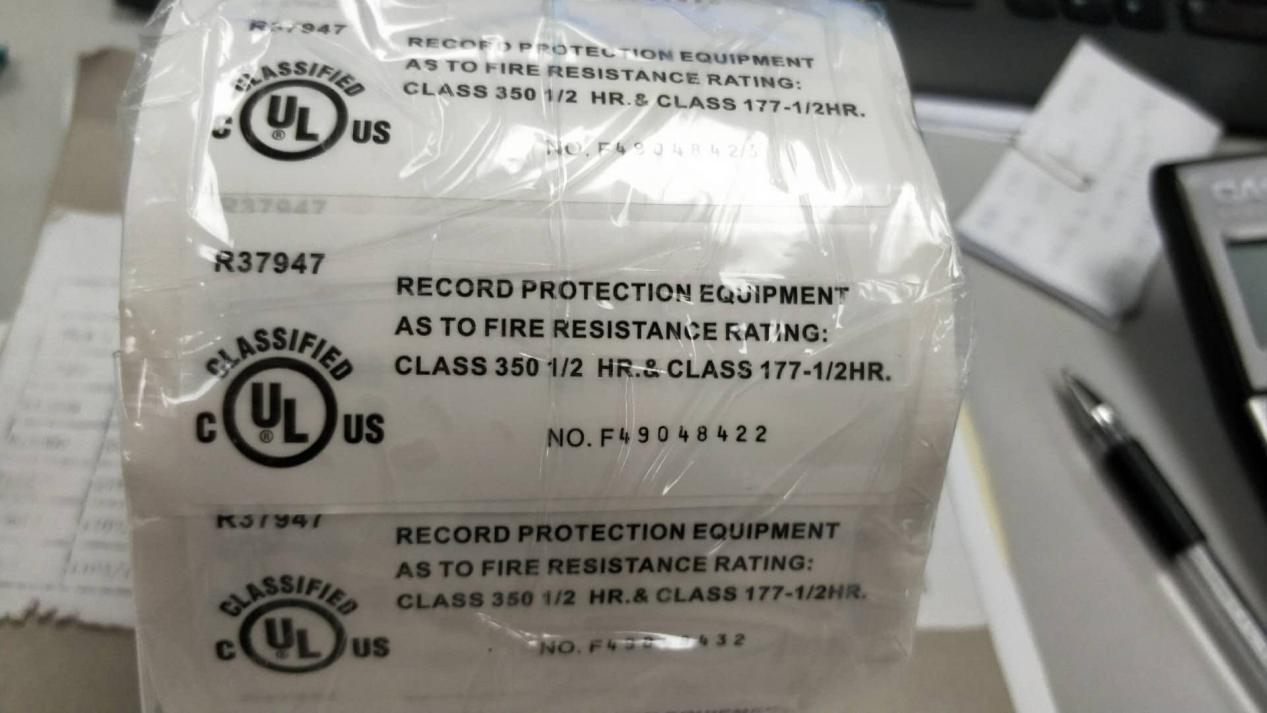 R37947
RECORD PROTECTION EQUIPMENT
AS TO FIRE RESISTANCE RATING:
CLASS 350 1/2 HR.& CLASS 177-1/2HR.
CLASSIFIED
C UL® US
R37947
R37947
RECORD PROTECTION EQUIPMENT
AS TO FIRE RESISTANCE RATING:
CLASS 350 1/2 HR.& CLASS 177-1/2HR.
CLASSIFIED
C UL® US
NO. F49048422
R37947
RECORD PROTECTION EQUIPMENT
AS TO FIRE RESISTANCE RATING:
CLASS 350 1/2 HR.& CLASS 177-1/2HR.
CLASSIFIED
C UL® US
NO.